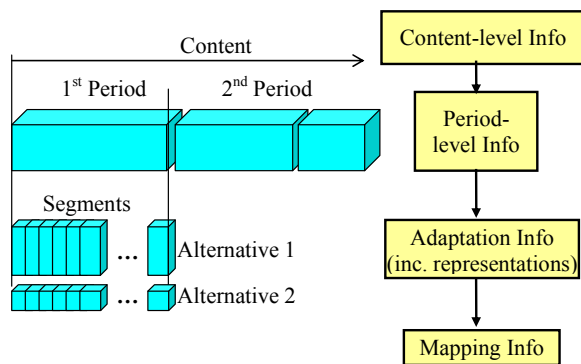 Content
1st Period
2nd Period
Segments
...
Alternative 1
...
Alternative 2
Content-level Info
Period-
level Info
Adaptation Info
(inc. representations)
Mapping Info